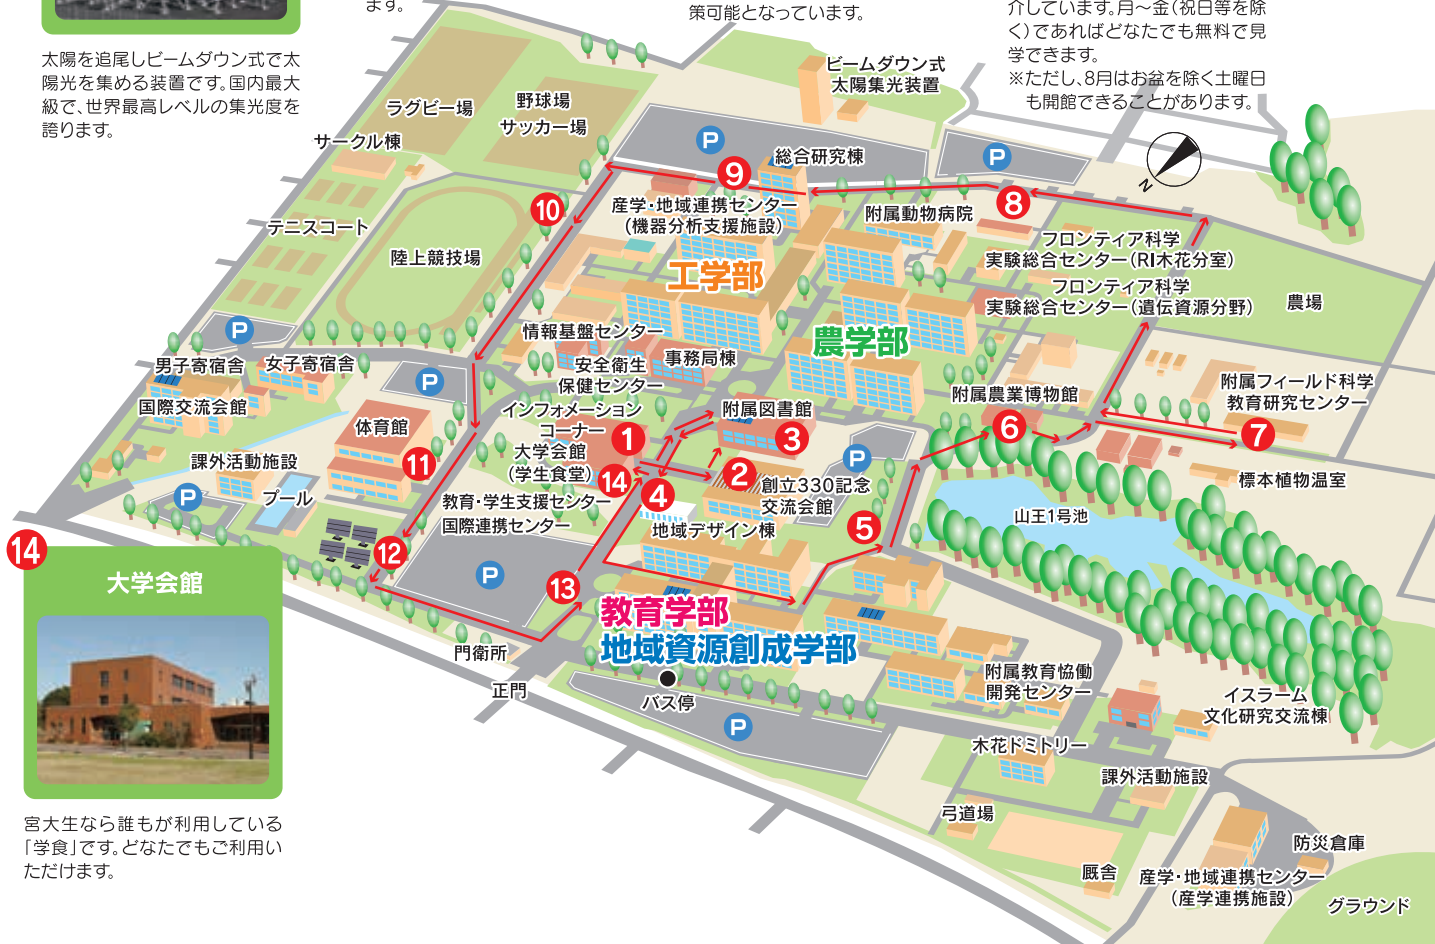 ます。
策可能となっています。
介しています。月～金（祝日等を除
く）であればどなたでも無料で見
学できます。
※ただし、8月はお盆を除く土曜日
も開館できることがあります。
太陽を追尾しビームダウン式で太
陽光を集める装置です。国内最大
級で、世界最高レベルの集光度を
誇ります。
ビームダウン式
太陽集光装置
ラグビー場
野球場
サッカー場
サークル棟
P
P
総合研究棟
N
9
8
10
産学・地域連携センター
（機器分析支援施設）
附属動物病院
テニスコート
陸上競技場
フロンティア科学
実験総合センター（RI木花分室）
工学部
フロンティア科学
実験総合センター（遺伝資源分野）
農場
P
情報基盤センター
農学部
男子寄宿舎
女子寄宿舎
安全衛生
保健センター
事務局棟
P
国際交流会館
附属農業博物館
附属フィールド科学
教育研究センター
インフォメーション
コーナー
附属図書館
体育館
1
3
6
7
大学会館
（学生食堂）
11
課外活動施設
14
2
P
創立330記念
交流会館
標本植物温室
P
プール
4
教育・学生支援センター
国際連携センター
地域デザイン棟
5
山王1号池
14
大学会館
12
P
13
教育学部
地域資源創成学部
門衛所
正門
バス停
P
附属教育協働
開発センター
イスラーム
文化研究交流棟
木花ドミトリー
課外活動施設
弓道場
防災倉庫
厩舎
産学・地域連携センター
（産学連携施設）
グラウンド
宮大生なら誰もが利用している
「学食」です。どなたでもご利用い
ただけます。